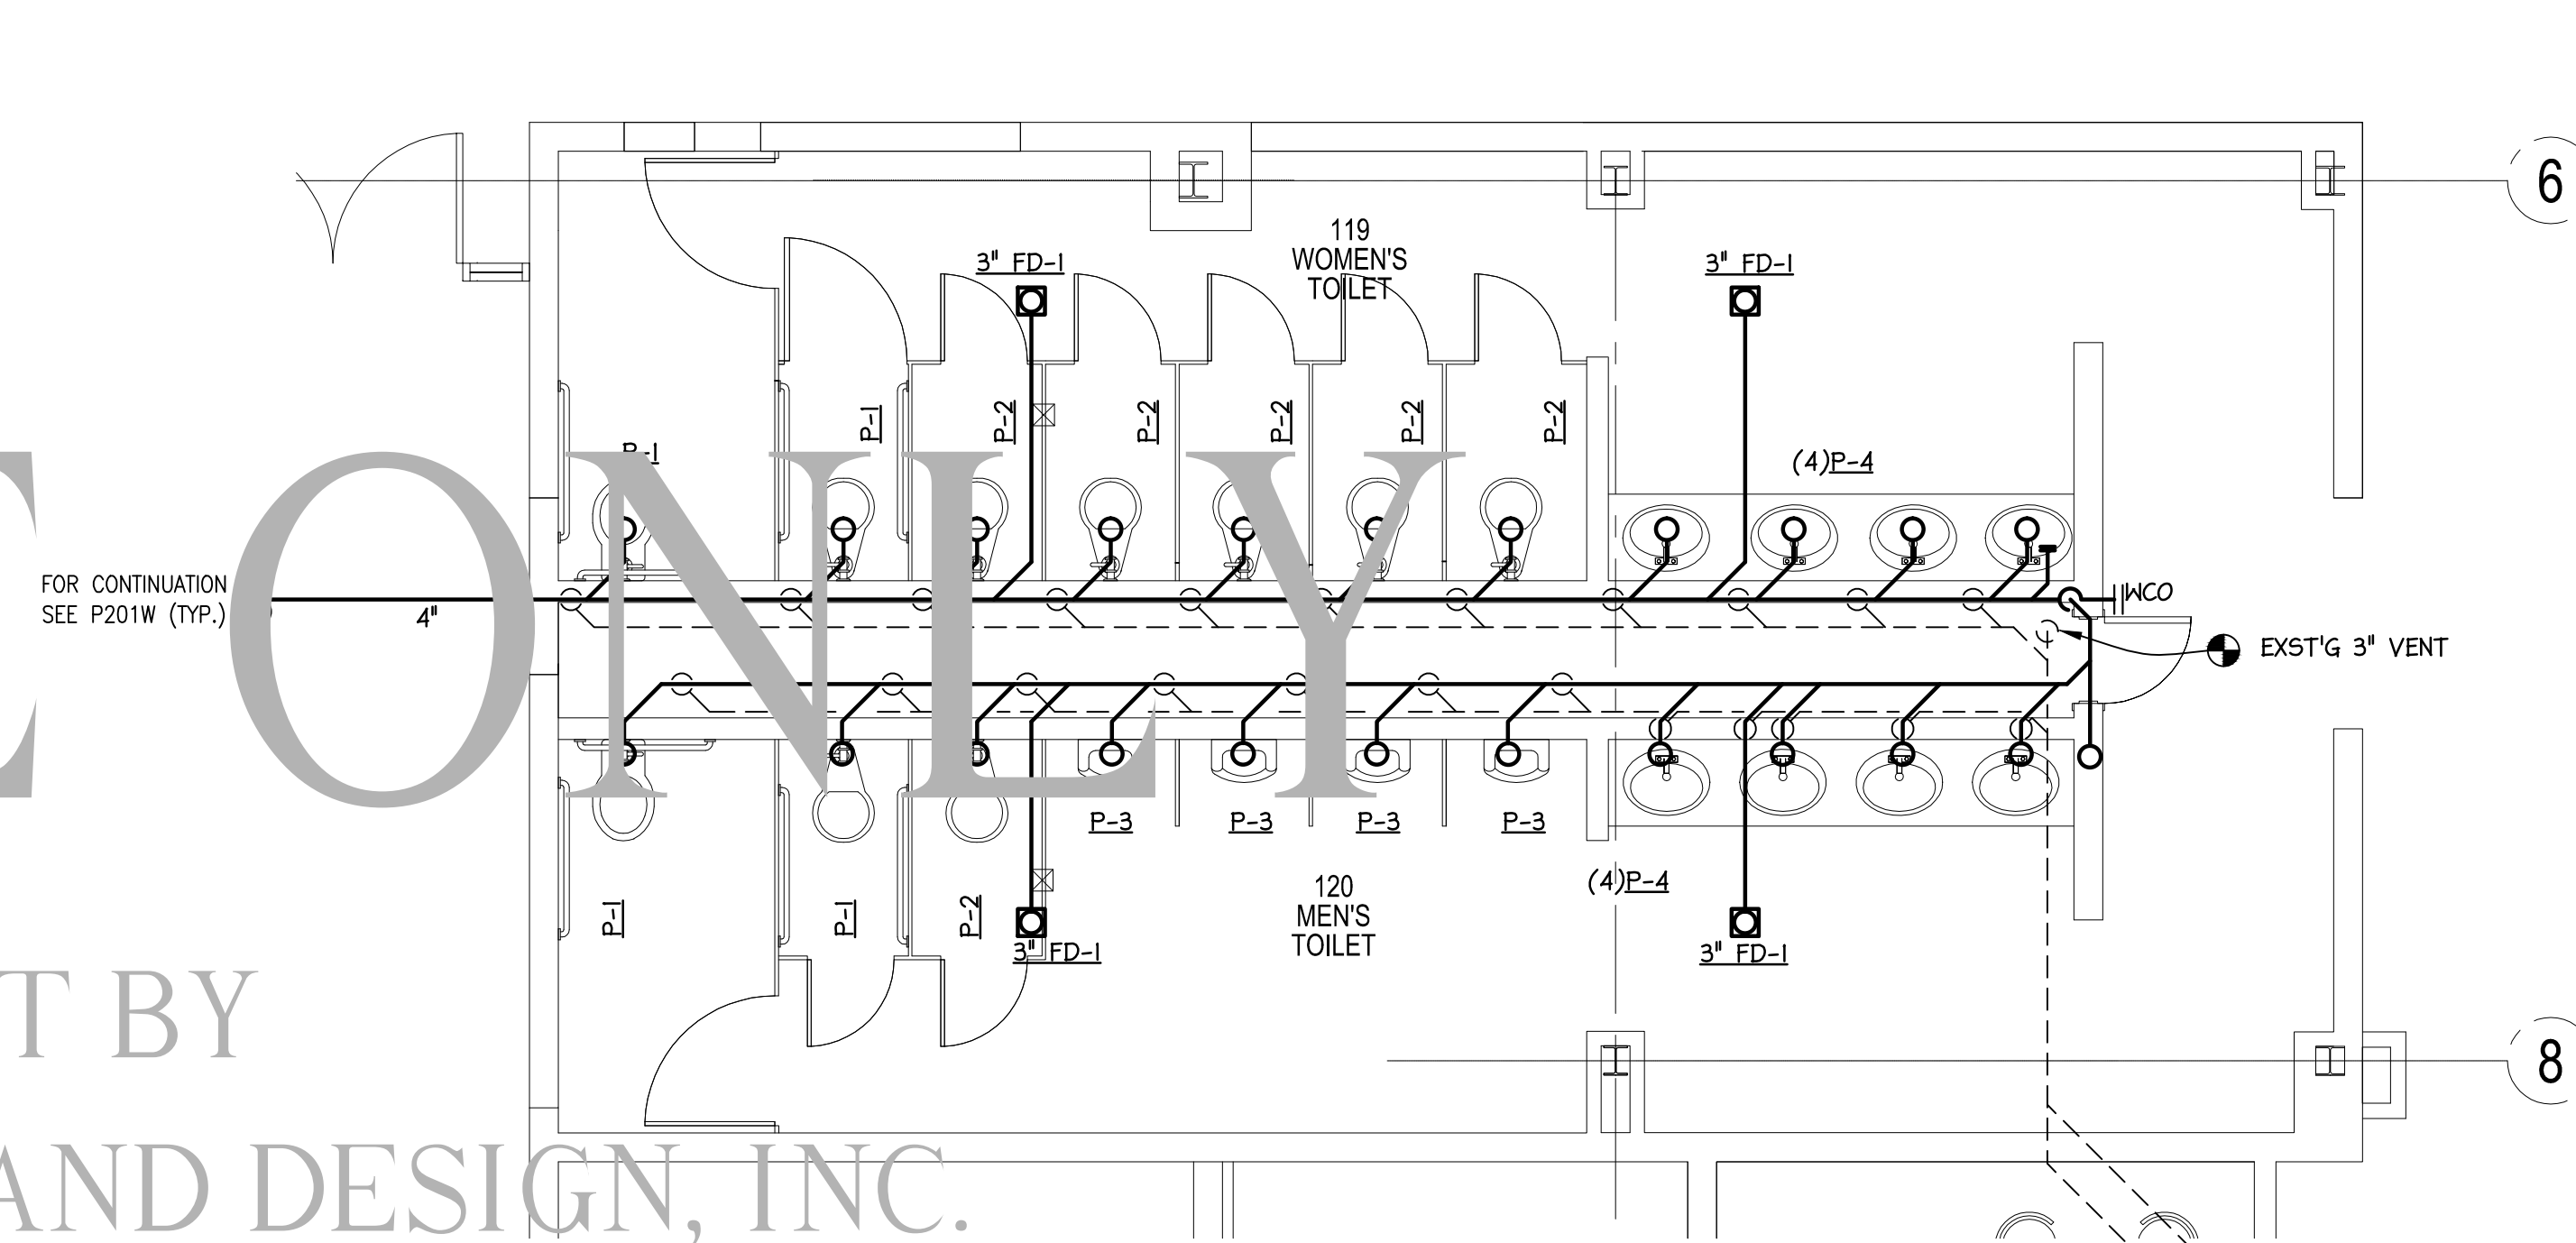 6
119
WOMEN'S
TOILET
3" FD-1
3" FD-1
P-1
P-1
P-2
P-2
P-2
P-2
P-2
(4)P-4
E ONLY
FOR CONTINUATION
SEE P201W (TYP.)
4"
WCO
EXST'G 3" VENT
P-3
P-3
P-3
P-3
(4)P-4
120
MEN'S
TOILET
P-1
P-1
P-2
3" FD-1
3" FD-1
T BY
8
AND DESIGN, INC.